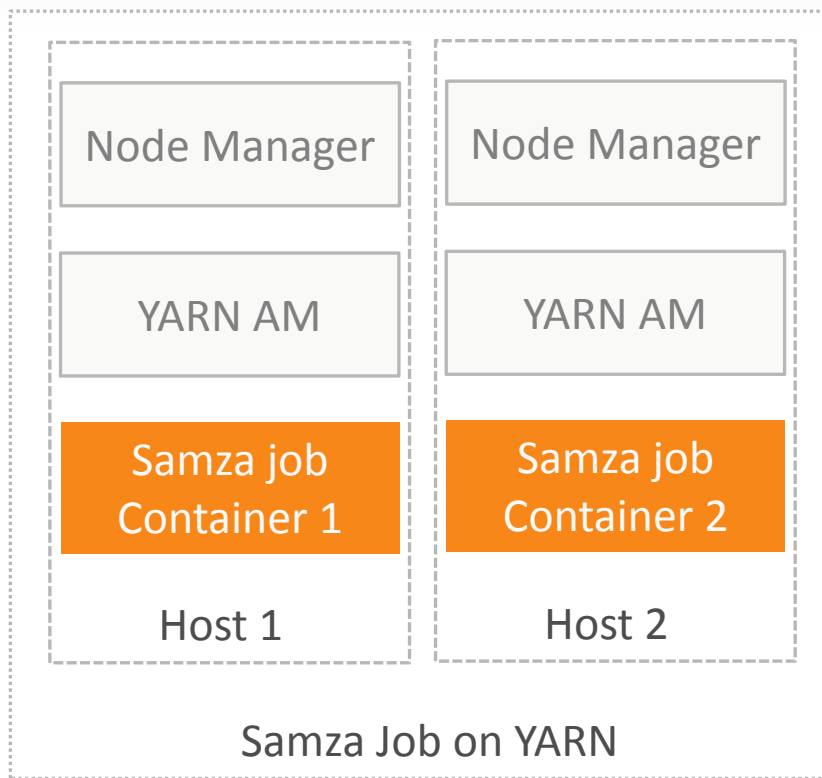 Node Manager
YARN AM
Samza job
Container 1
Host 1
Node Manager
YARN AM
Samza job
Container 2
Host 2
Samza Job on YARN